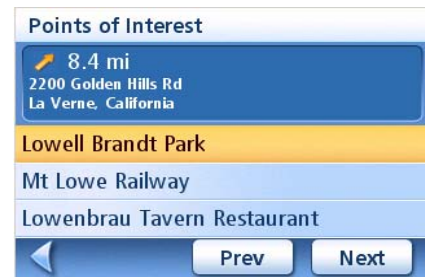 Points of Interest
8.4 mi
2200 Golden Hills Rd
La Verne, California
Lowell Brandt Park
Mt Lowe Railway
Lowenbrau Tavern Restaurant
Prev
Next